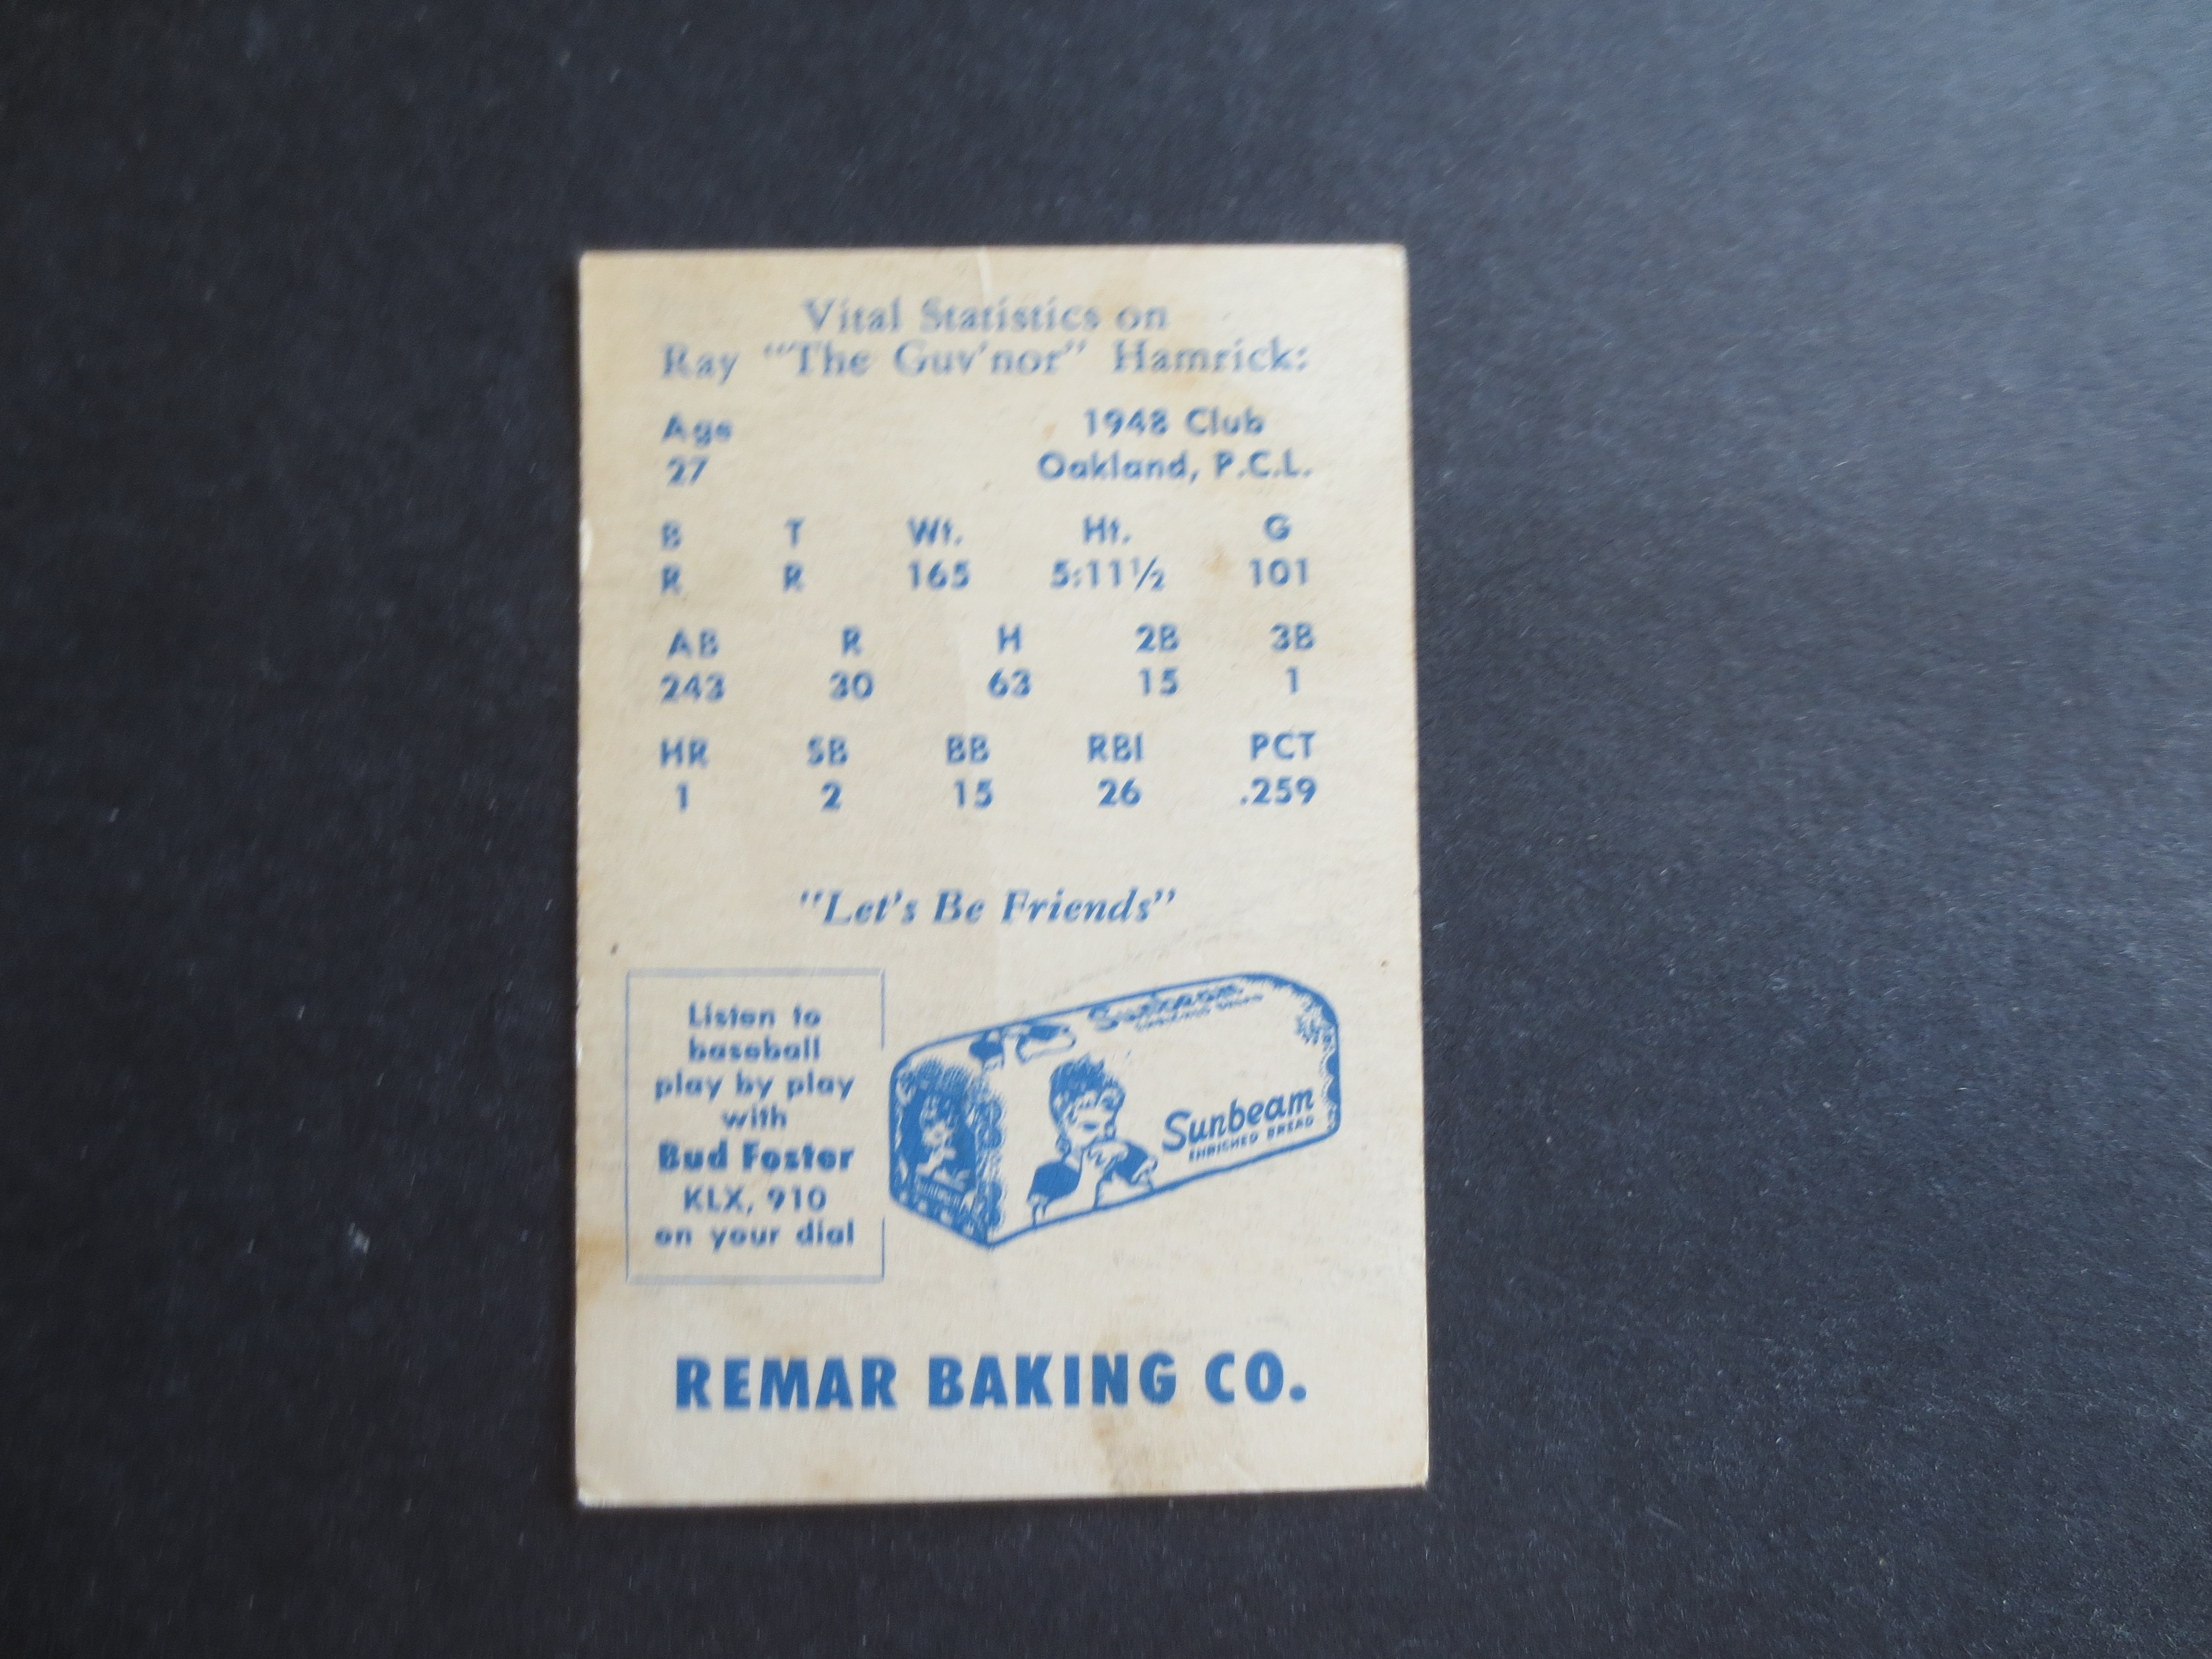 Vital Statistics on
Ray "The Guv'nor" Hamrick:
Age 1948 Club
27 Oakland, P.C.L.
B T Wt. Ht. G
R R 165 5:11½ 101
AB R H 2B 3B
243 30 63 15 1
HR SB BB RBI PCT
1 2 15 26 .259
"Let's Be Friends"
Listen to
baseball
play by play
with
Bud Foster
KLX, 910
on your dial
Sunbeam
Sunbeam
ENRICHED BREAD
REMAR BAKING CO.